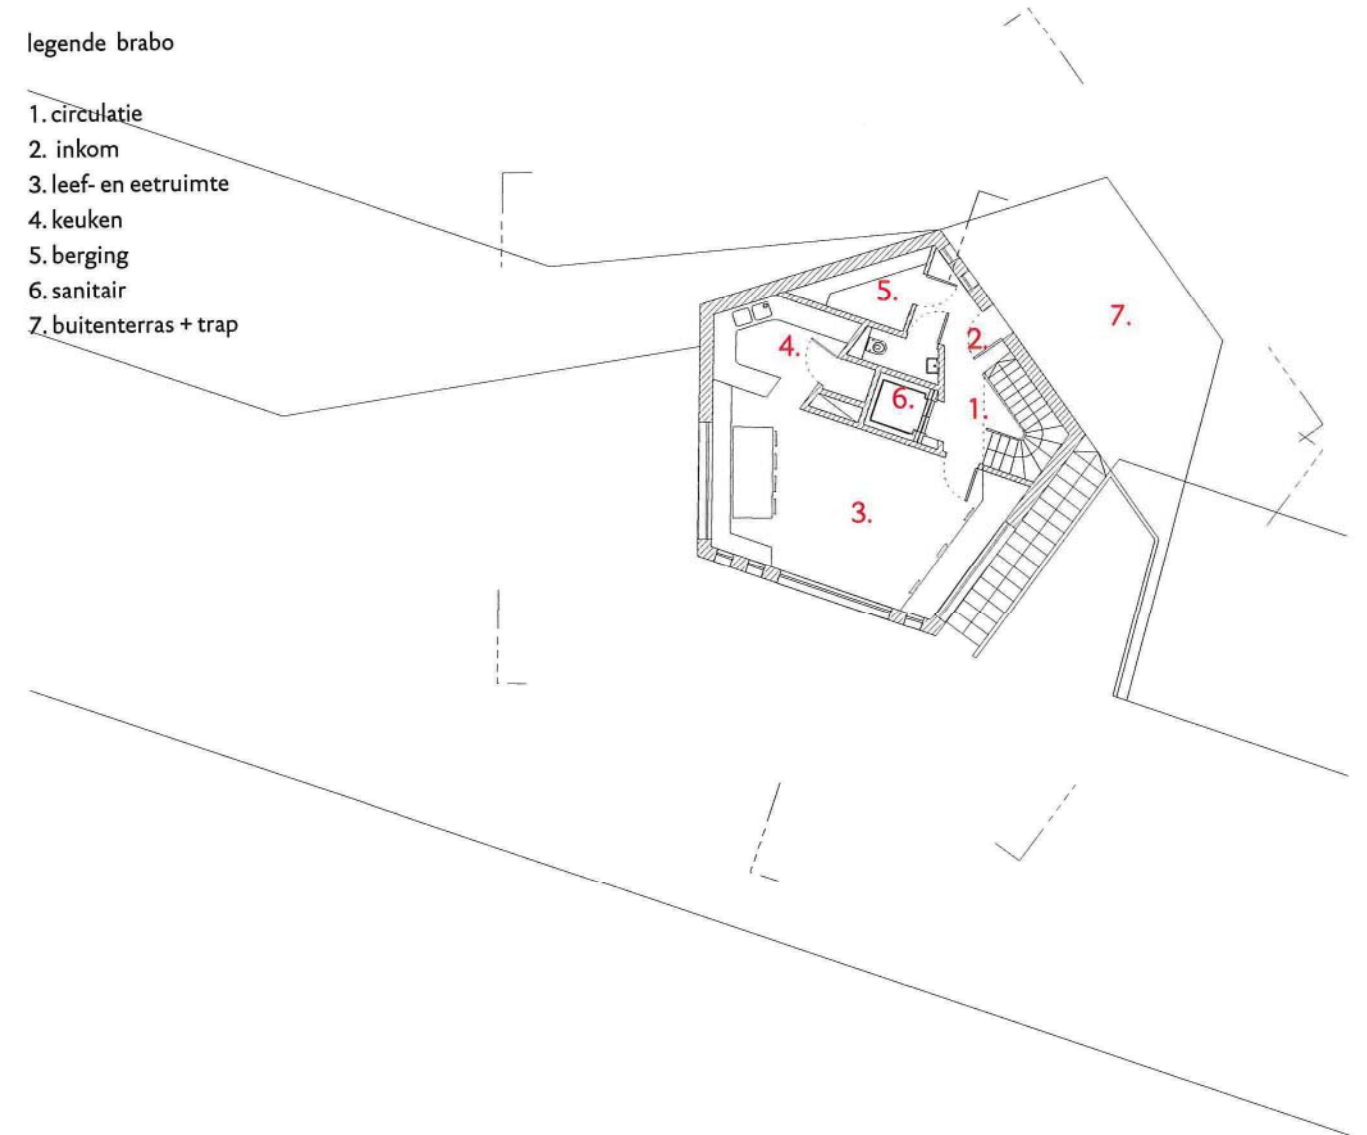 legende brabo
1. circulatie
2. inkom
3. leef- en eetruimte
4. keuken
5. berging
6. sanitair
7. buitenterras + trap
5.
7.
2.
4.
6.
1.
3.